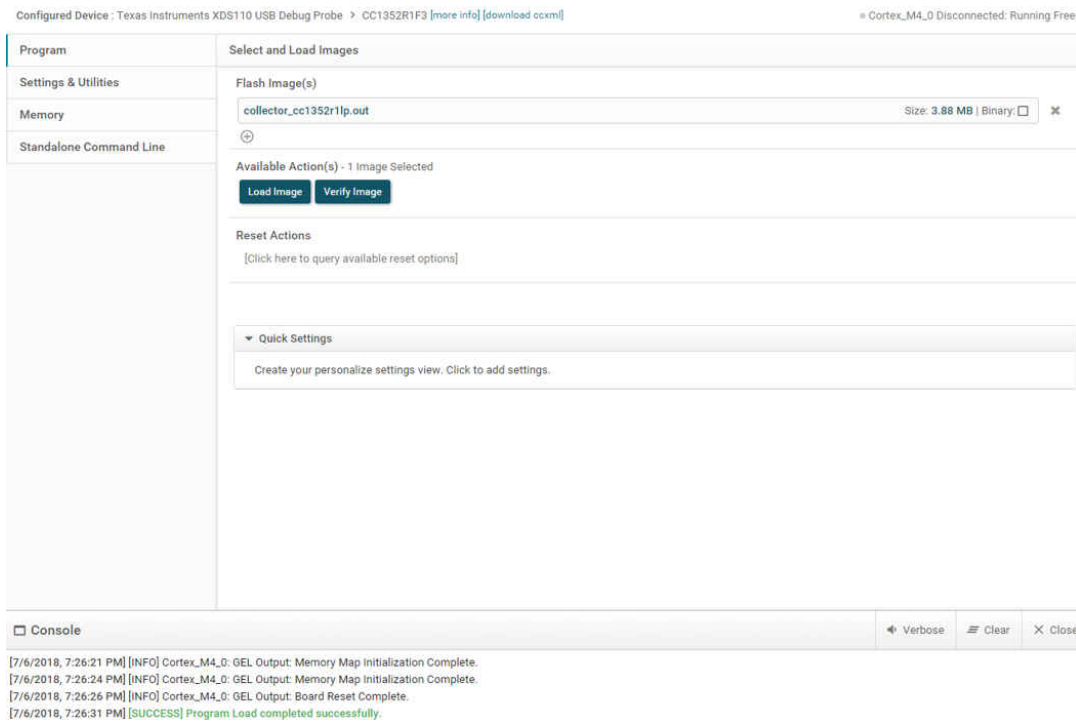 Configured Device : Texas Instruments XDS110 USB Debug Probe > CC1352R1F3 [more info] [download ccxml]
Cortex_M4_0 Disconnected: Running Free
Program
Select and Load Images
Settings & Utilities
Flash Image(s)
Memory
collector_cc1352r1lp.out
Size: 3.88 MB | Binary:
Standalone Command Line
Available Action(s) - 1 Image Selected
Load Image
Verify Image
Reset Actions
[Click here to query available reset options]
Quick Settings
Create your personalize settings view. Click to add settings.
Console
Verbose
Clear
Close
[7/6/2018, 7:26:21 PM] [INFO] Cortex_M4_0: GEL Output: Memory Map Initialization Complete.
[7/6/2018, 7:26:24 PM] [INFO] Cortex_M4_0: GEL Output: Memory Map Initialization Complete.
[7/6/2018, 7:26:26 PM] [INFO] Cortex_M4_0: GEL Output: Board Reset Complete.
[7/6/2018, 7:26:31 PM] [SUCCESS] Program Load completed successfully.